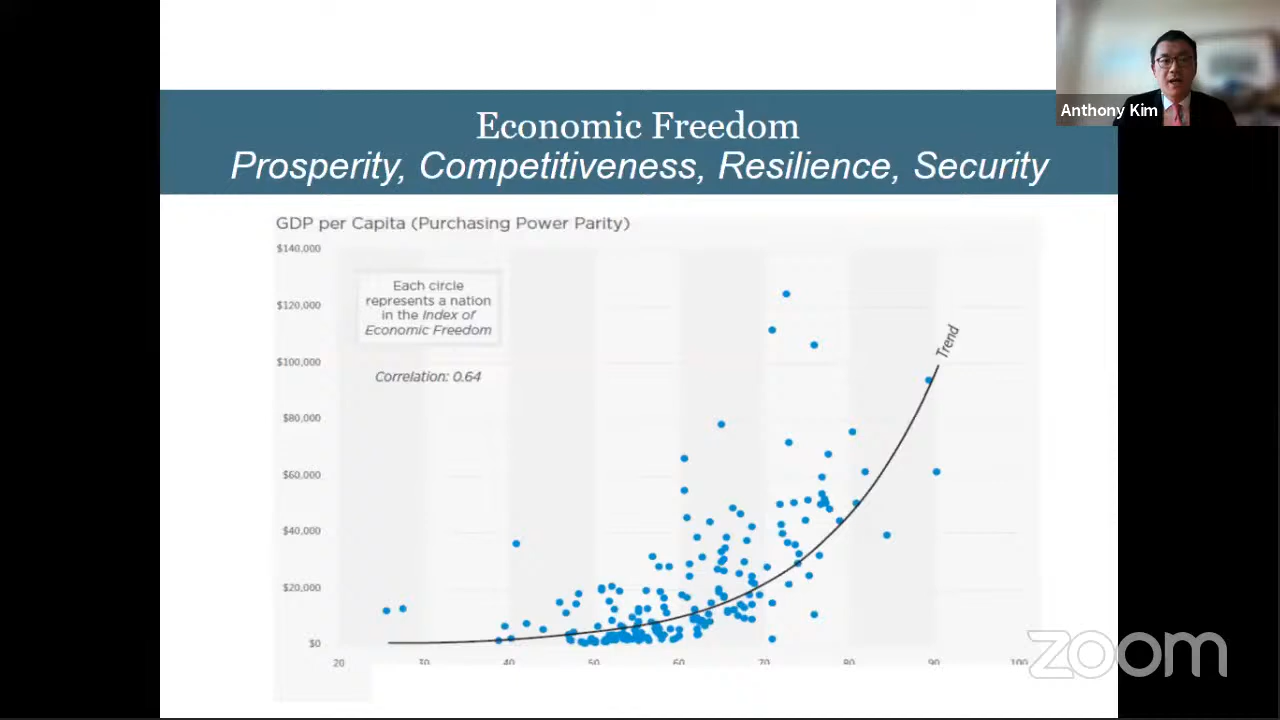 Anthony Kim
Economic Freedom
Prosperity, Competitiveness, Resilience, Security
GDP per Capita (Purchasing Power Parity)
$140,000
Each circle
represents a nation
in the Index of
Economic Freedom
$120,000
$100,000
Correlation: 0.64
Trend
$80,000
$60,000
$40,000
$20,000
$0
20 30 40 50 60 70 80 90 100
zoom